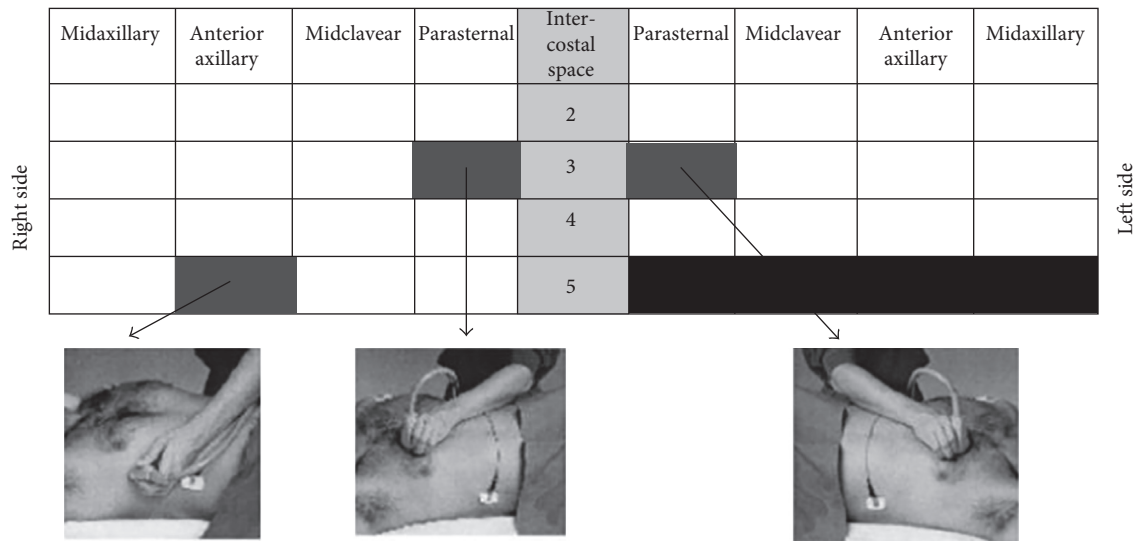 Midaxillary Anterior axillary Midclavear Parasternal Inter-costal space Parasternal Midclavear Anterior axillary Midaxillary
2
Right side 3 Left side
4
5